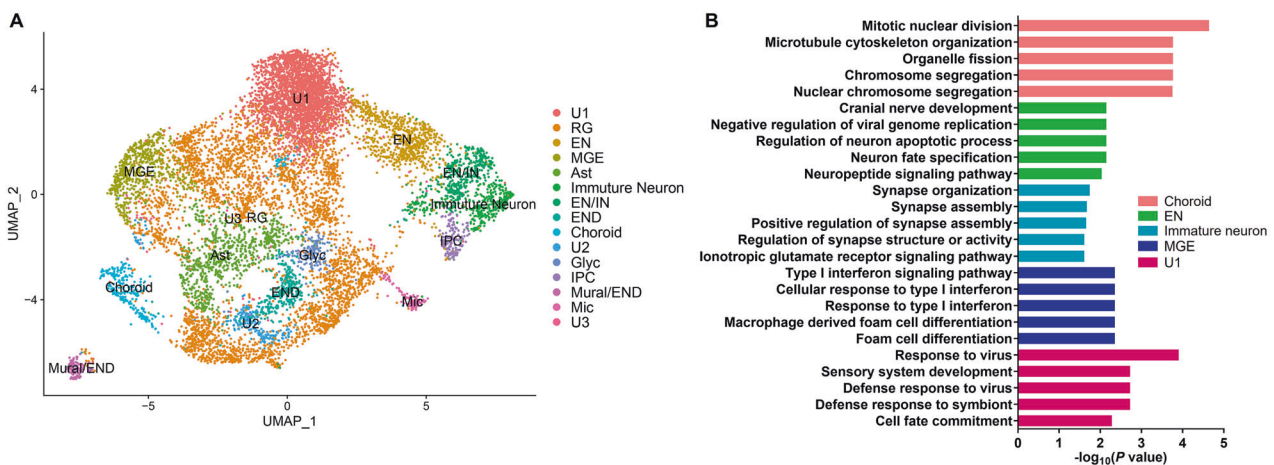 A
UMAP_2
4
0
−4
−5
0
5
UMAP_1
U1
EN
MGE
EN/IN
Immuture Neuron
U3
RG
IPC
Ast
Glyc
Choroid
END
Mic
U2
Mural/END
U1
RG
EN
MGE
Ast
Immuture Neuron
EN/IN
END
Choroid
U2
Glyc
IPC
Mural/END
Mic
U3
B
Mitotic nuclear division
Microtubule cytoskeleton organization
Organelle fission
Chromosome segregation
Nuclear chromosome segregation
Cranial nerve development
Negative regulation of viral genome replication
Regulation of neuron apoptotic process
Neuron fate specification
Neuropeptide signaling pathway
Synapse organization
Synapse assembly
Positive regulation of synapse assembly
Regulation of synapse structure or activity
Ionotropic glutamate receptor signaling pathway
Type I interferon signaling pathway
Cellular response to type I interferon
Response to type I interferon
Macrophage derived foam cell differentiation
Foam cell differentiation
Response to virus
Sensory system development
Defense response to virus
Defense response to symbiont
Cell fate commitment
0 1 2 3 4 5
-log10(P value)
Choroid
EN
Immature neuron
MGE
U1